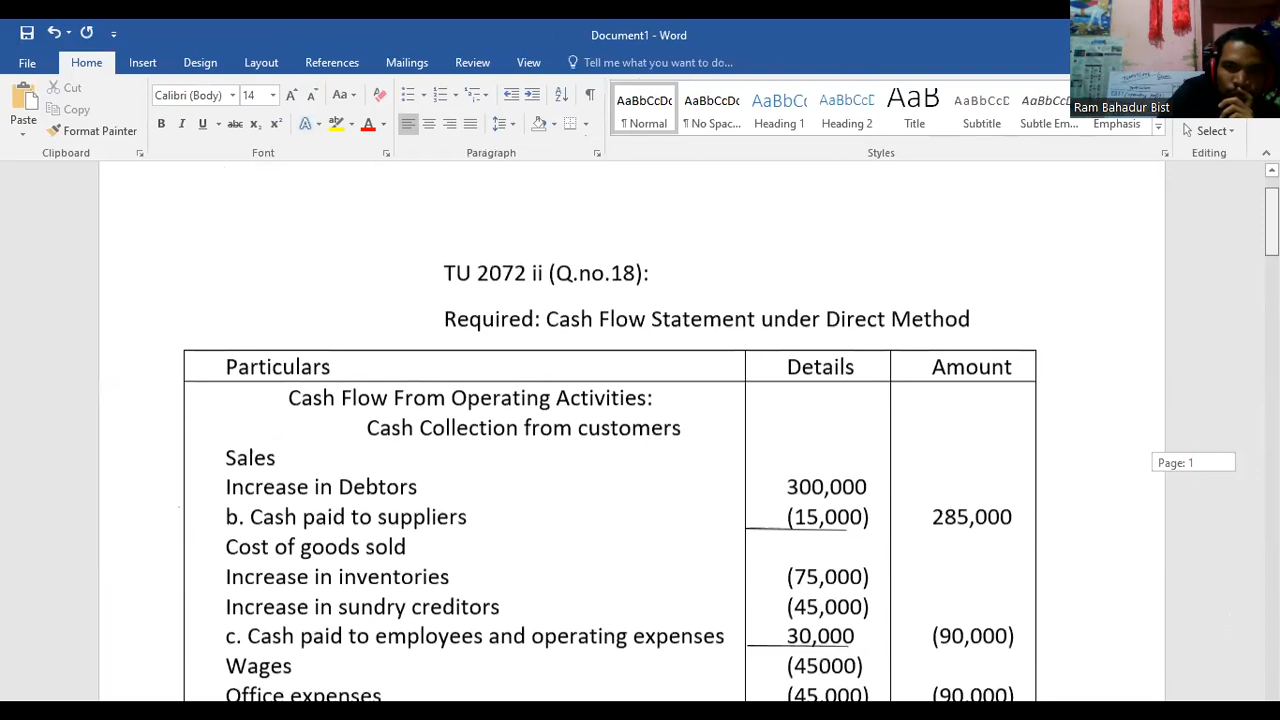 Document1 - Word
File Home Insert Design Layout References Mailings Review View Tell me what you want to do...
Cut
Copy
Paste
Format Painter
Calibri (Body) 14
AaBbCcDc AaBbCcDc AaBbCc AaBbCcC AaB AaBbCcD AaBbCcDc
¶ Normal ¶ No Spac... Heading 1 Heading 2 Title Subtitle Subtle Em... Emphasis
Select
Clipboard Font Paragraph Styles Editing
Ram Bahadur Bist
TU 2072 ii (Q.no.18):
Required: Cash Flow Statement under Direct Method
Particulars Details Amount
Cash Flow From Operating Activities:
Cash Collection from customers
Sales
Increase in Debtors 300,000
b. Cash paid to suppliers (15,000) 285,000
Cost of goods sold
Increase in inventories (75,000)
Increase in sundry creditors (45,000)
c. Cash paid to employees and operating expenses 30,000 (90,000)
Wages (45000)
Office expenses (45,000) (90,000)
Page: 1